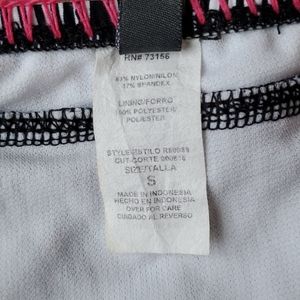 RN# 73156
83% NYLON/NILON
17% SPANDEX
LINING/FORRO
100% POLYESTER/
POLIESTER
STYLE/ESTILO
CUT/CORTE
SIZE/TALLA
S
MADE IN INDONESIA
HECHO EN INDONESIA
OVER FOR CARE
CUIDADO AL REVERSO